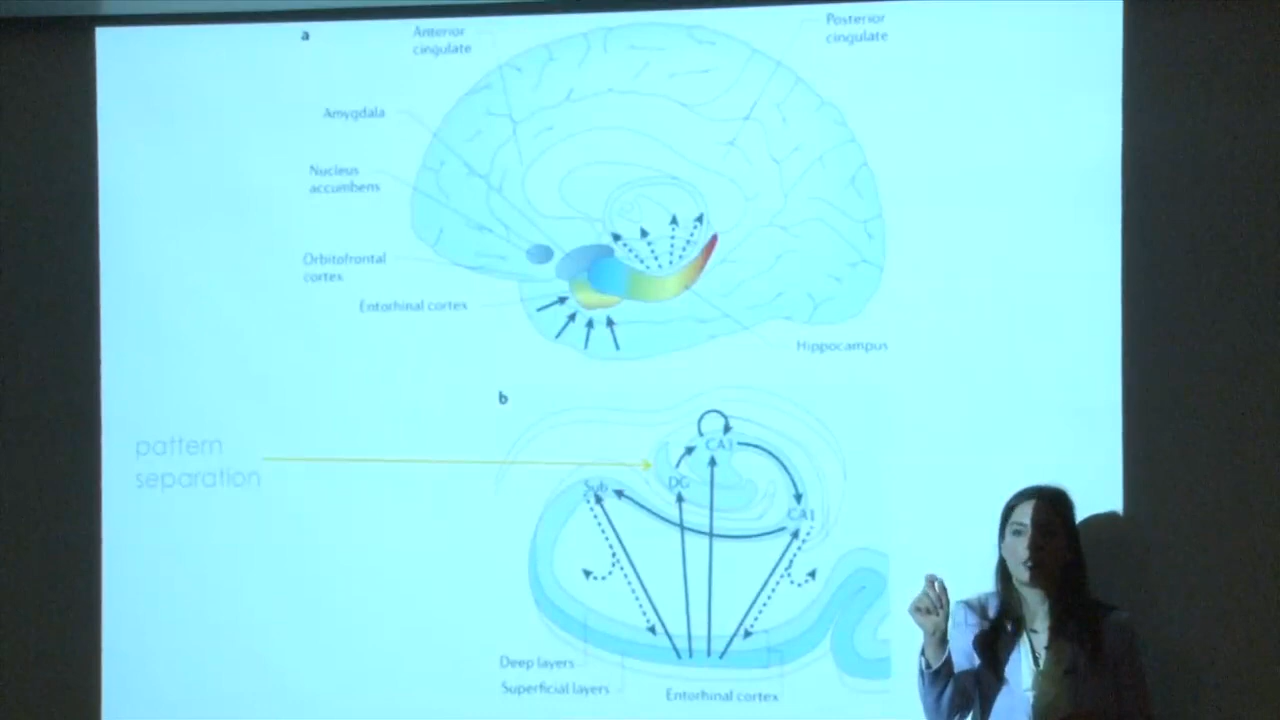 a
Anterior
cingulate
Posterior
cingulate
Amygdala
Nucleus
accumbens
Orbitofrontal
cortex
Entorhinal cortex
Hippocampus
b
pattern
separation
CA3
Sub
DG
CA1
Deep layers
Superficial layers
Entorhinal cortex